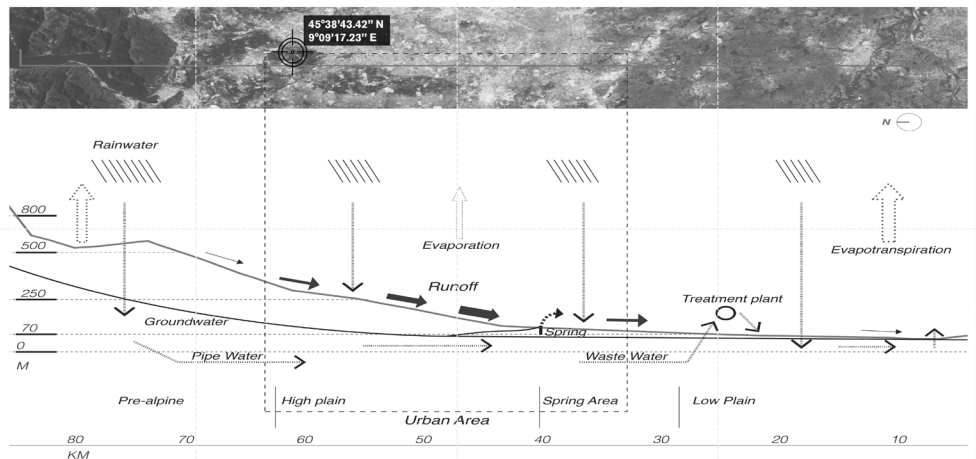 45°38'43.42" N
9°09'17.23" E
N
Rainwater
800
500
250
70
0
M
Evaporation
Evapotranspiration
Runoff
Treatment plant
Groundwater
Spring
Pipe Water
Waste Water
Pre-alpine
High plain
Spring Area
Low Plain
Urban Area
80 70 60 50 40 30 20 10
KM